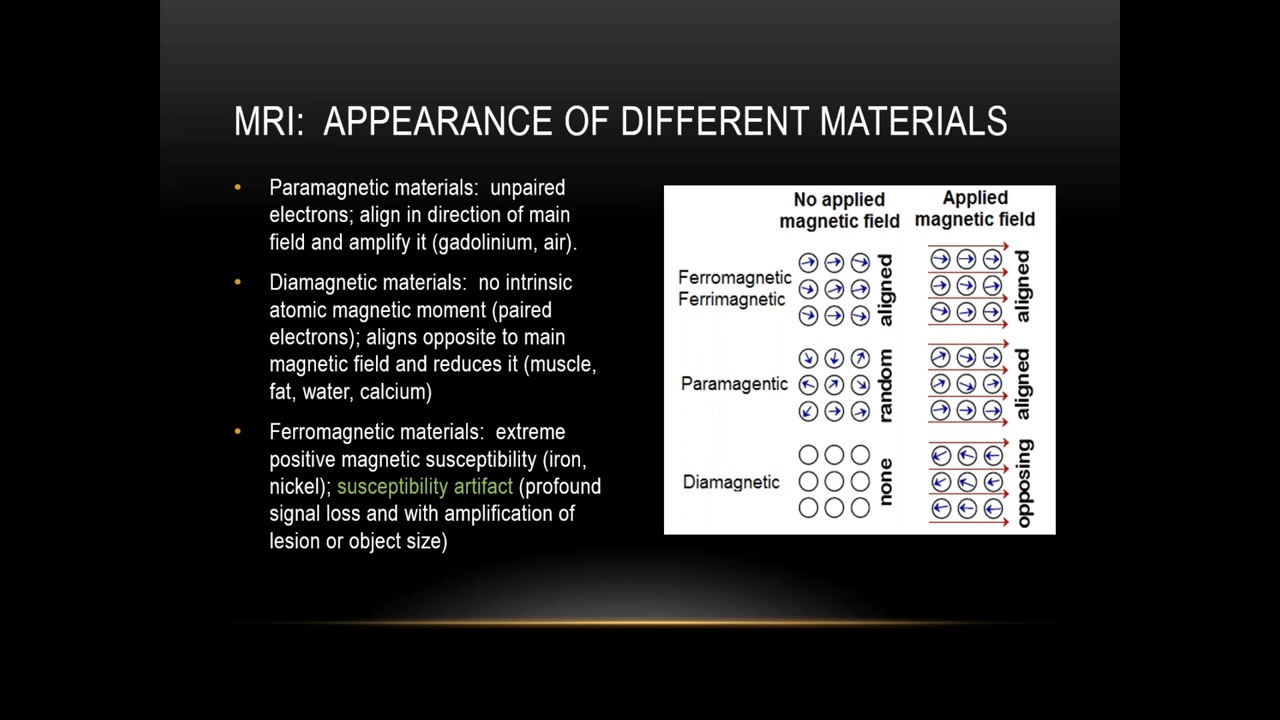 MRI:  APPEARANCE OF DIFFERENT MATERIALS
• Paramagnetic materials:  unpaired
electrons; align in direction of main
field and amplify it (gadolinium, air).
• Diamagnetic materials:  no intrinsic
atomic magnetic moment (paired
electrons); aligns opposite to main
magnetic field and reduces it (muscle,
fat, water, calcium)
• Ferromagnetic materials:  extreme
positive magnetic susceptibility (iron,
nickel); susceptibility artifact (profound
signal loss and with amplification of
lesion or object size)
No applied
magnetic field
Applied
magnetic field
Ferromagnetic
Ferrimagnetic
aligned
aligned
Paramagentic
random
aligned
Diamagnetic
none
opposing